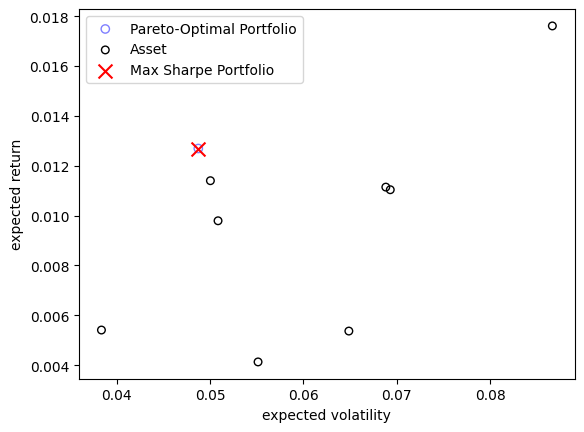 0.018
0.016
0.014
0.012
0.010
0.008
0.006
0.004
expected return
Pareto-Optimal Portfolio
Asset
Max Sharpe Portfolio
0.04 0.05 0.06 0.07 0.08
expected volatility